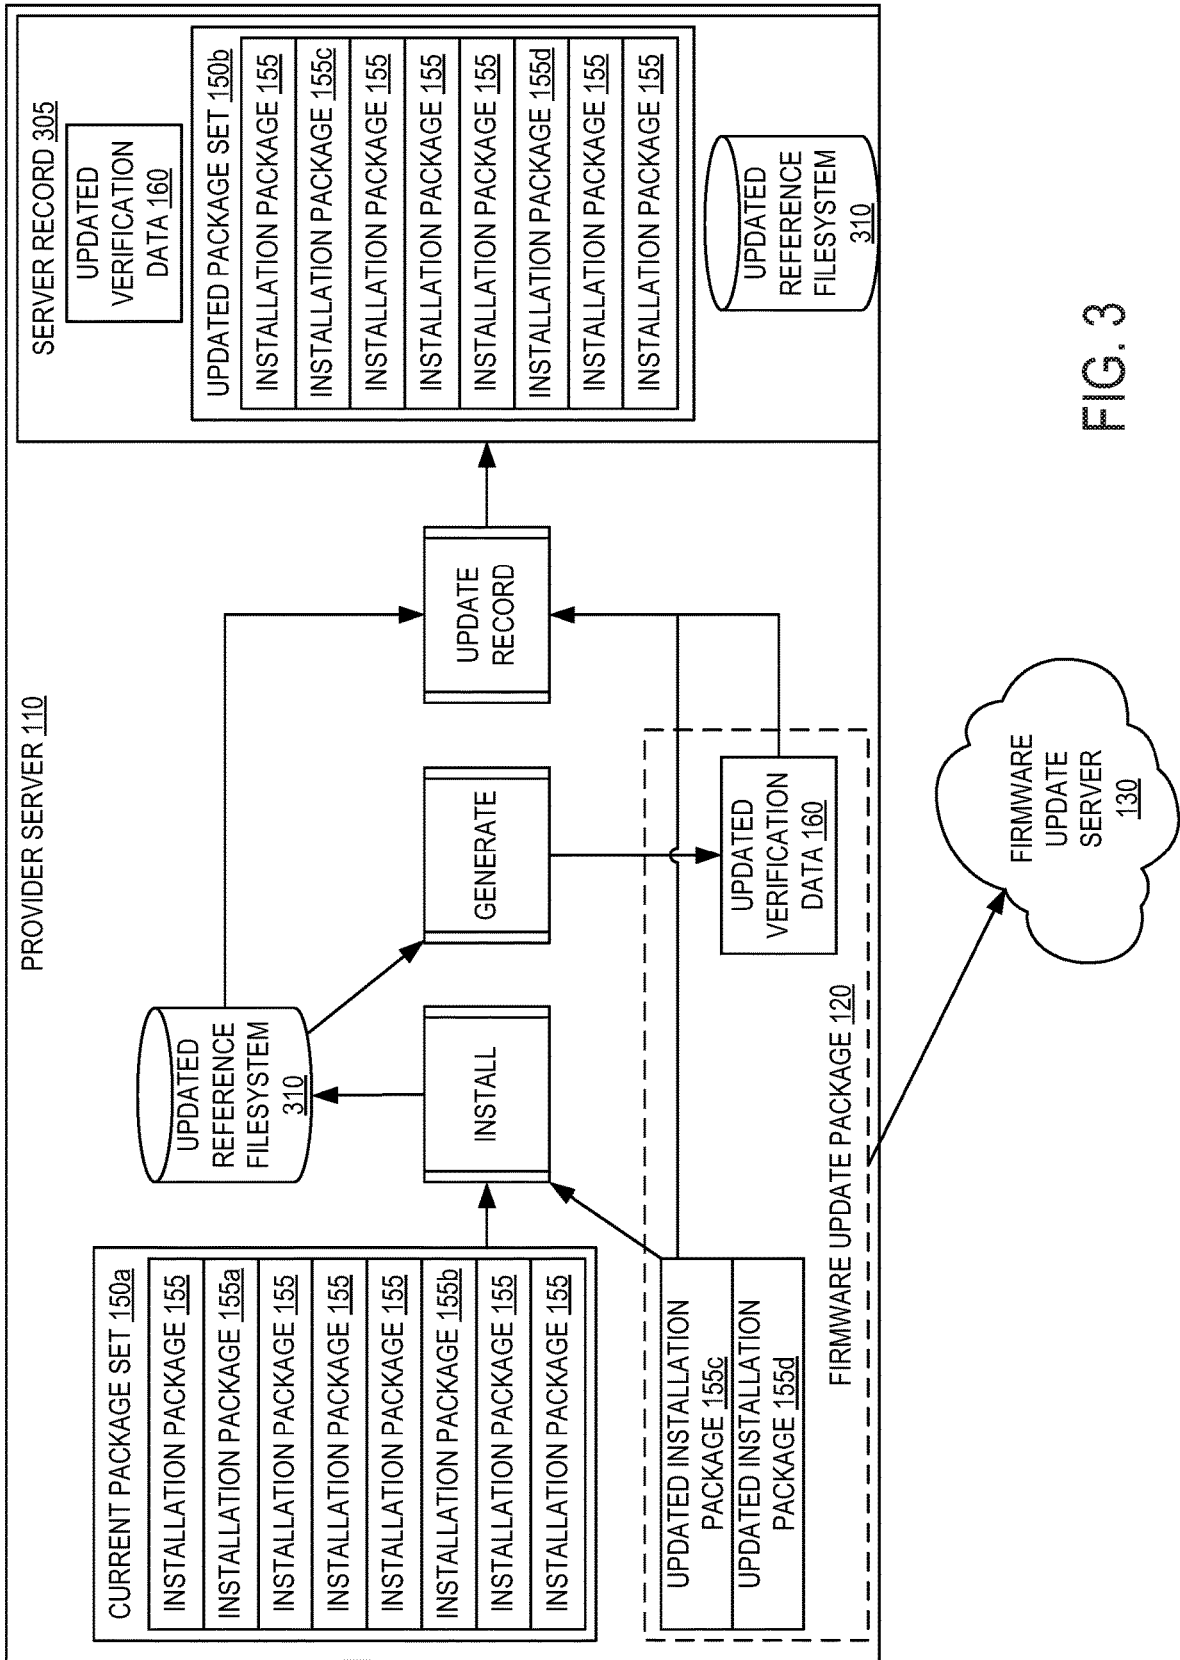 PROVIDER SERVER 110
CURRENT PACKAGE SET 150a
INSTALLATION PACKAGE 155
INSTALLATION PACKAGE 155a
INSTALLATION PACKAGE 155
INSTALLATION PACKAGE 155
INSTALLATION PACKAGE 155
INSTALLATION PACKAGE 155b
INSTALLATION PACKAGE 155
INSTALLATION PACKAGE 155
UPDATED INSTALLATION
PACKAGE 155c
UPDATED INSTALLATION
PACKAGE 155d
FIRMWARE UPDATE PACKAGE 120
UPDATED
REFERENCE
FILESYSTEM
310
INSTALL
GENERATE
UPDATED
VERIFICATION
DATA 160
UPDATE
RECORD
SERVER RECORD 305
UPDATED
VERIFICATION
DATA 160
UPDATED PACKAGE SET 150b
INSTALLATION PACKAGE 155
INSTALLATION PACKAGE 155c
INSTALLATION PACKAGE 155
INSTALLATION PACKAGE 155
INSTALLATION PACKAGE 155
INSTALLATION PACKAGE 155d
INSTALLATION PACKAGE 155
INSTALLATION PACKAGE 155
UPDATED
REFERENCE
FILESYSTEM
310
FIRMWARE
UPDATE
SERVER
130
FIG. 3